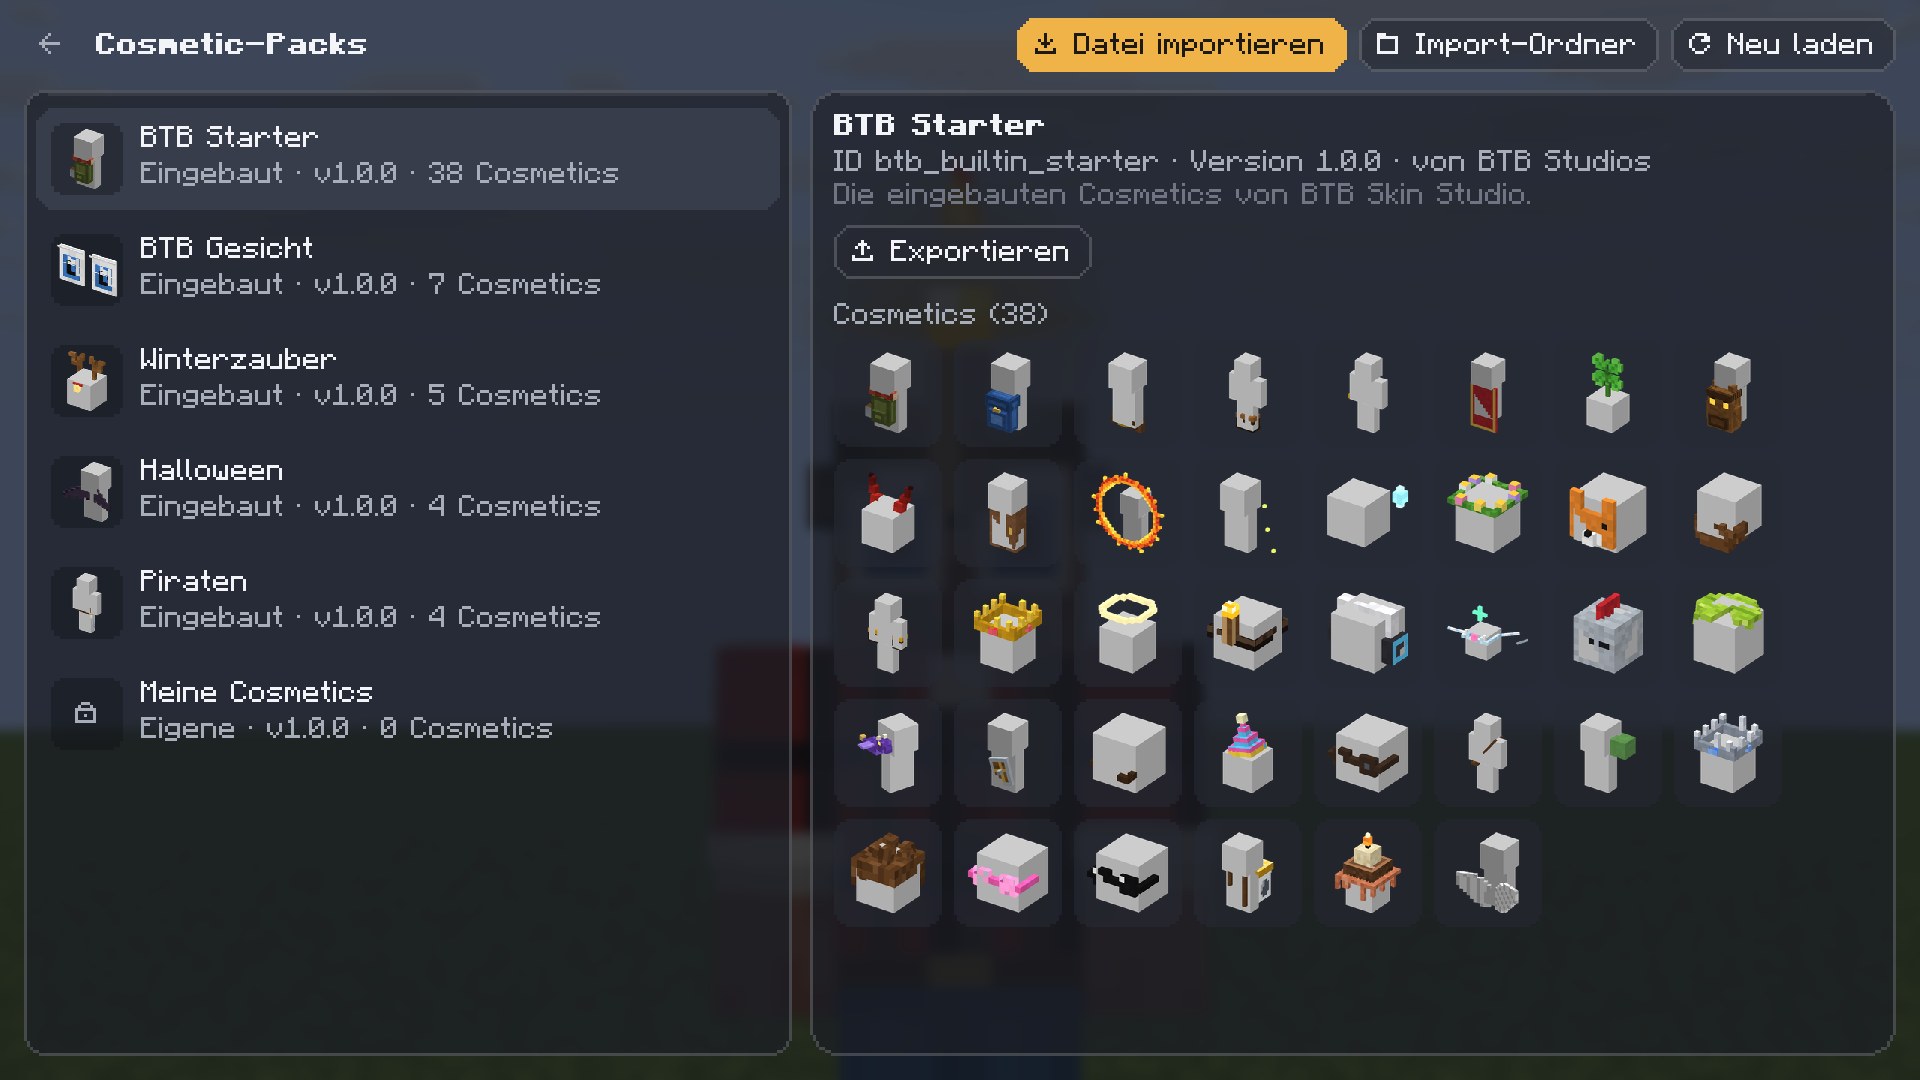 Cosmetic-Packs
Datei importieren
Import-Ordner
Neu laden
BTB Starter
Eingebaut · v1.0.0 · 38 Cosmetics
BTB Gesicht
Eingebaut · v1.0.0 · 7 Cosmetics
Winterzauber
Eingebaut · v1.0.0 · 5 Cosmetics
Halloween
Eingebaut · v1.0.0 · 4 Cosmetics
Piraten
Eingebaut · v1.0.0 · 4 Cosmetics
Meine Cosmetics
Eigene · v1.0.0 · 0 Cosmetics
BTB Starter
ID btb_builtin_starter · Version 1.0.0 · von BTB Studios
Die eingebauten Cosmetics von BTB Skin Studio.
Exportieren
Cosmetics (38)